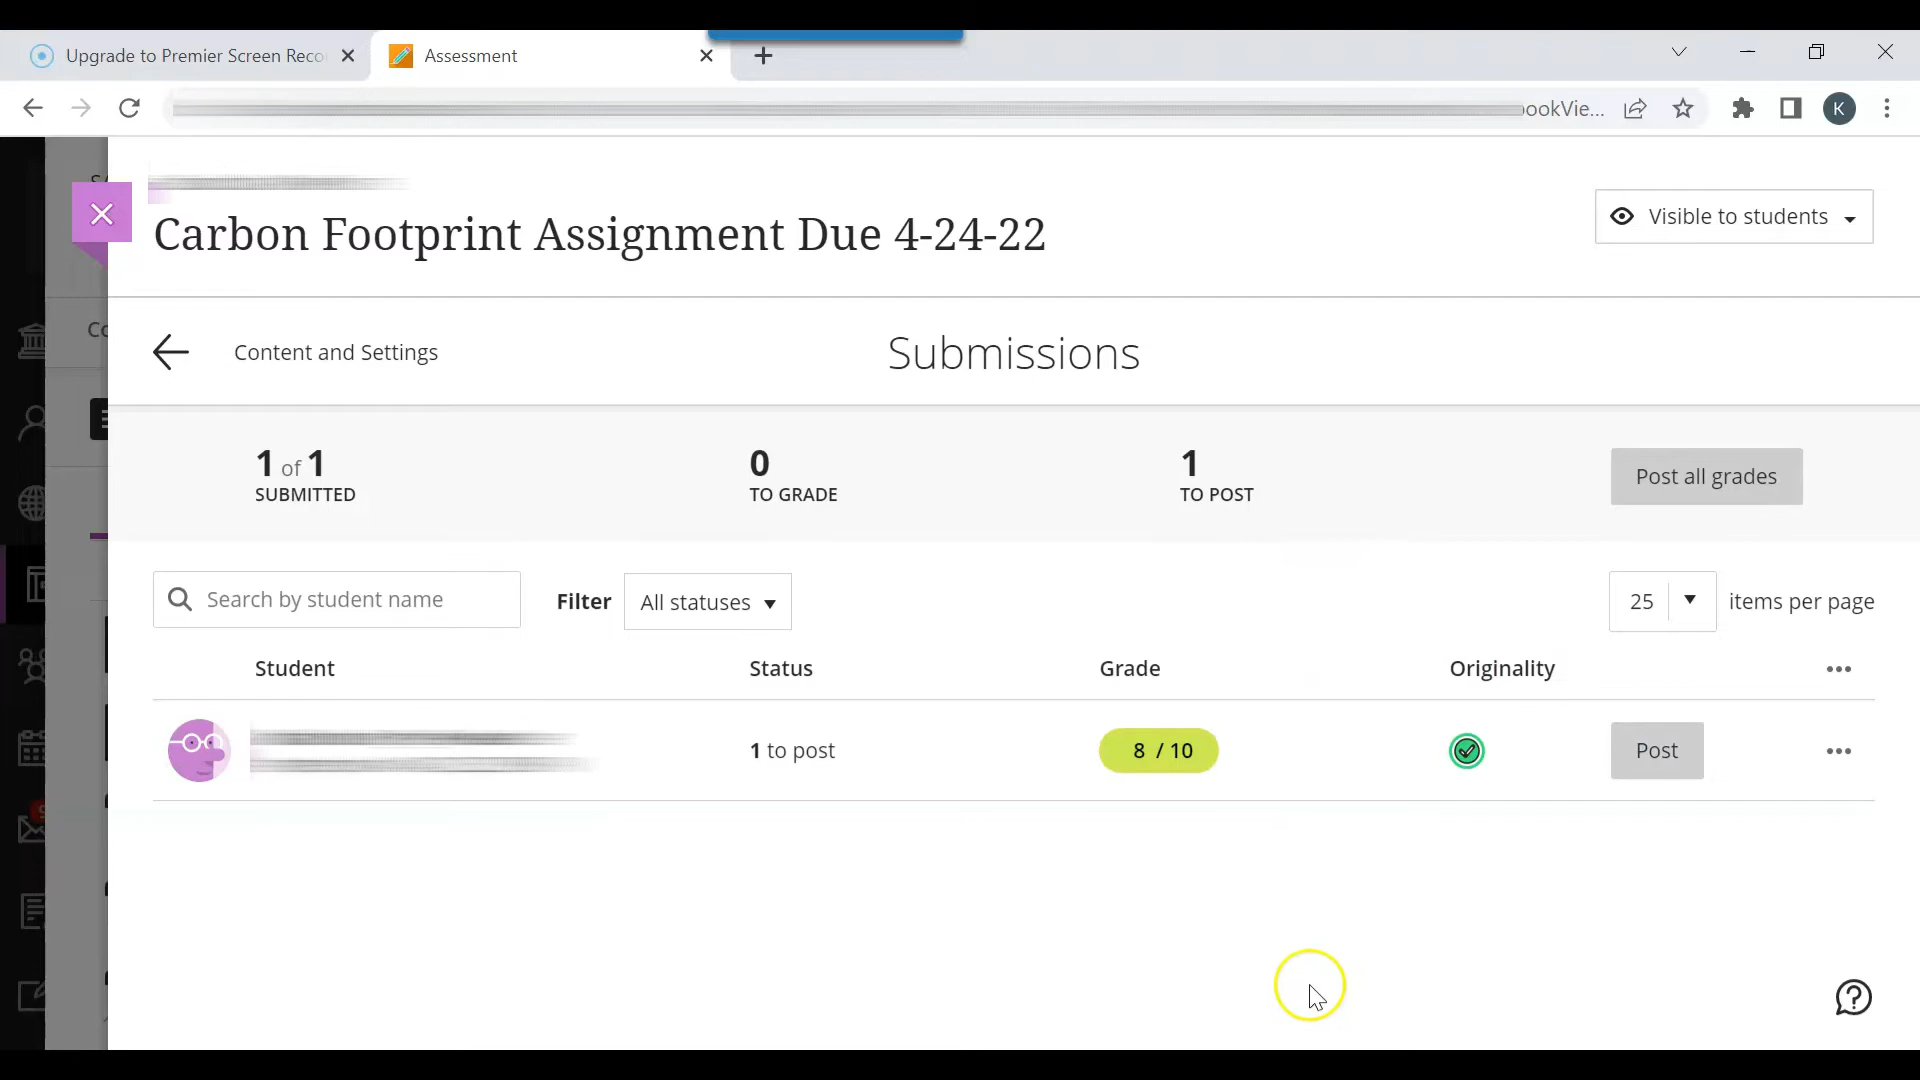 Upgrade to Premier Screen Reco
Assessment
ookVie...
K
Carbon Footprint Assignment Due 4-24-22
Visible to students
Content and Settings
Submissions
1 of 1
SUBMITTED
0
TO GRADE
1
TO POST
Post all grades
Search by student name
Filter
All statuses
25
items per page
Student
Status
Grade
Originality
1 to post
8 / 10
Post